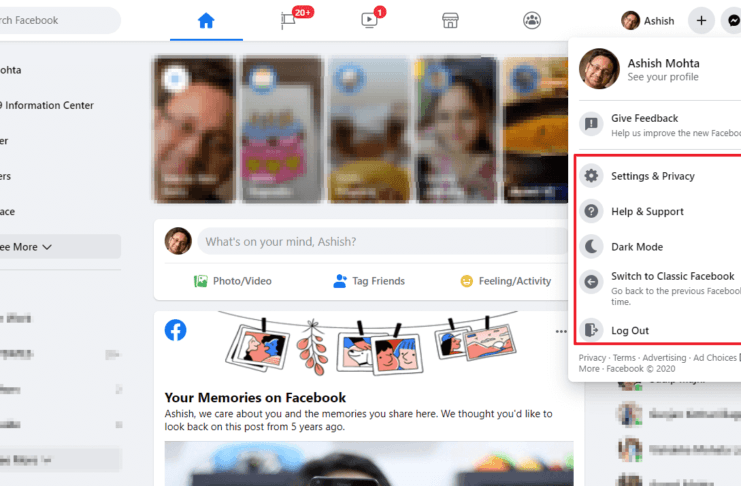 rch Facebook
20+
1
Ashish
ohta
9 Information Center
er
ers
ace
ee More
What's on your mind, Ashish?
Photo/Video
Tag Friends
Feeling/Activity
Your Memories on Facebook
Ashish, we care about you and the memories you share here. We thought you'd like to
look back on this post from 5 years ago.
Ashish Mohta
See your profile
Give Feedback
Help us improve the new Facebo
Settings & Privacy
Help & Support
Dark Mode
Switch to Classic Facebook
Go back to the previous Facebook
time.
Log Out
Privacy · Terms · Advertising · Ad Choices
More · Facebook © 2020